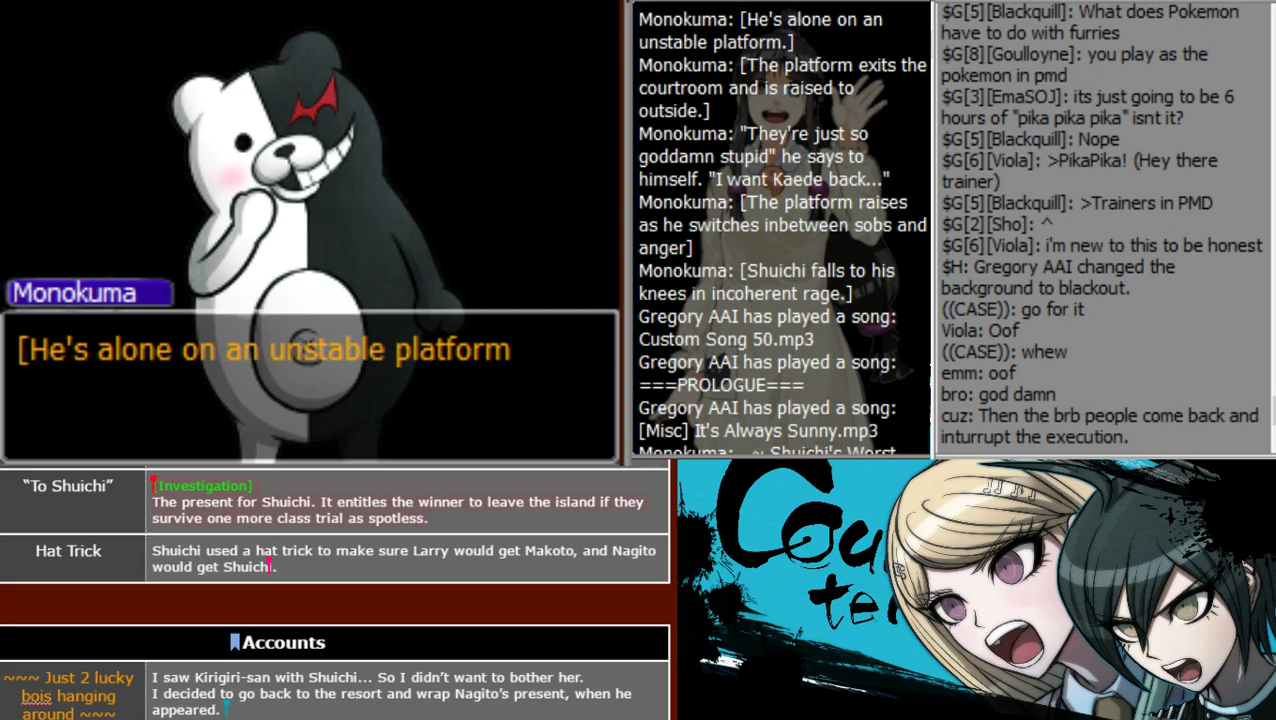 Monokuma
[He's alone on an unstable platform
Monokuma: [He's alone on an
unstable platform.]
Monokuma: [The platform exits the
courtroom and is raised to
outside.]
Monokuma: "They're just so
goddamn stupid" he says to
himself. "I want Kaede back..."
Monokuma: [The platform raises
as he switches inbetween sobs and
anger]
Monokuma: [Shuichi falls to his
knees in incoherent rage.]
Gregory AAI has played a song:
Custom Song 50.mp3
Gregory AAI has played a song:
===PROLOGUE===
Gregory AAI has played a song:
[Misc] It's Always Sunny.mp3
Monokuma: ~~ Shuichi's Worst
$G[5][Blackquill]: What does Pokemon
have to do with furries
$G[8][Goulloyne]: you play as the
pokemon in pmd
$G[3][EmaSOJ]: its just going to be 6
hours of "pika pika pika" isnt it?
$G[5][Blackquill]: Nope
$G[6][Viola]: >PikaPika! (Hey there
trainer)
$G[5][Blackquill]: >Trainers in PMD
$G[2][Sho]: ^
$G[6][Viola]: i'm new to this to be honest
$H: Gregory AAI changed the
background to blackout.
((CASE)): go for it
Viola: Oof
((CASE)): whew
emm: oof
bro: god damn
cuz: Then the brb people come back and
inturrupt the execution.
“To Shuichi”
[Investigation]
The present for Shuichi. It entitles the winner to leave the island if they
survive one more class trial as spotless.
Hat Trick
Shuichi used a hat trick to make sure Larry would get Makoto, and Nagito
would get Shuichi.
Accounts
~~~ Just 2 lucky
bois hanging
around ~~~
I saw Kirigiri-san with Shuichi... So I didn’t want to bother her.
I decided to go back to the resort and wrap Nagito’s present, when he
appeared.
Cou
ter